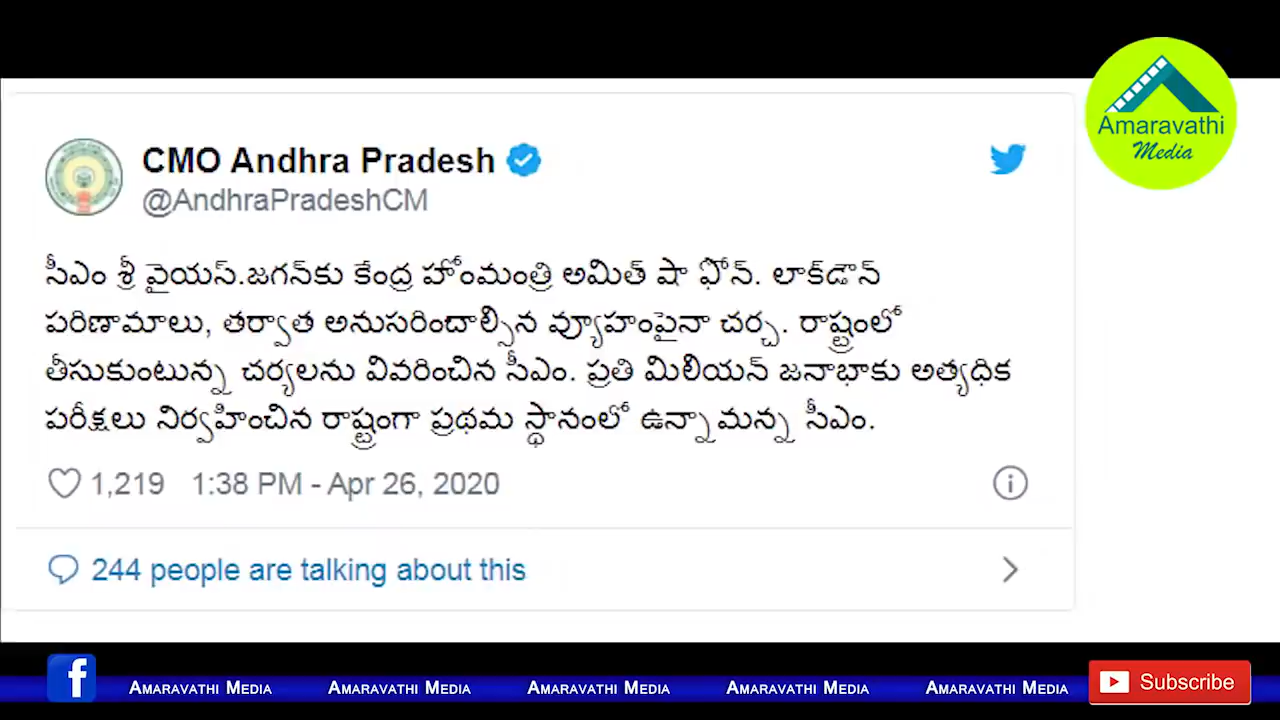 Amaravathi
Media
CMO Andhra Pradesh
@AndhraPradeshCM
సీఎం శ్రీ వైయస్.జగన్‌కు కేంద్ర హోంమంత్రి అమిత్ షా ఫోన్. లాక్‌డౌన్
పరిణామాలు, తర్వాత అనుసరించాల్సిన వ్యూహంపైనా చర్చ. రాష్ట్రంలో
తీసుకుంటున్న చర్యలను వివరించిన సీఎం. ప్రతి మిలియన్ జనాభాకు అత్యధిక
పరీక్షలు నిర్వహించిన రాష్ట్రంగా ప్రథమ స్థానంలో ఉన్నామన్న సీఎం.
1,219 1:38 PM - Apr 26, 2020
244 people are talking about this
Amaravathi Media Amaravathi Media Amaravathi Media Amaravathi Media Amaravathi Media Subscribe